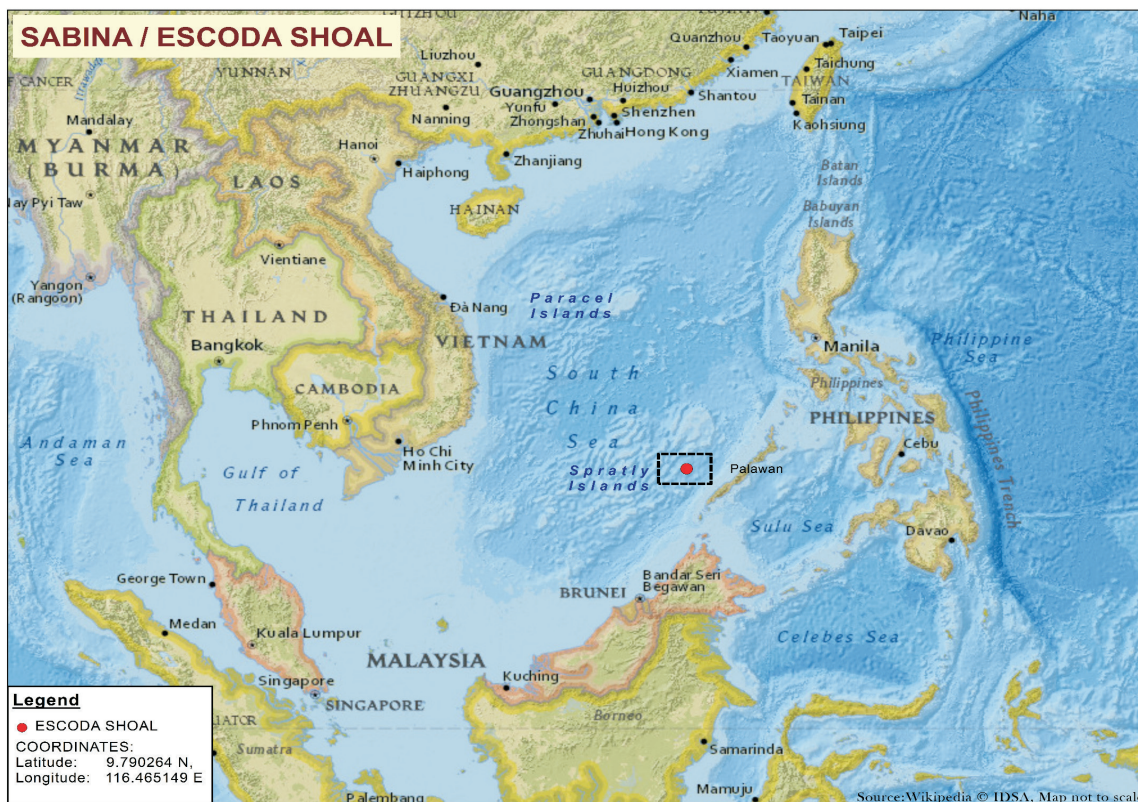 SABINA / ESCODA SHOAL
Naha
Quanzhou
Taoyuan
Taipei
Liuzhou
YUNNAN
GUANGXI
ZHUANGZU
GUANGDONG
Xiamen
Taichung
TAIWAN
CANCER
Guangzhou
Huizhou
Shantou
Tainan
Yunfu
Shenzhen
Mandalay
Nanning
Zhongshan
Zhuhai
Hong Kong
Kaohsiung
MYANMAR
(BURMA)
Hanoi
Haiphong
Zhanjiang
Batan
Islands
LAOS
Nay Pyi Taw
HAINAN
Babuyan
Islands
Vientiane
Yangon
(Rangoon)
Đà Nang
Paracel
Islands
THAILAND
VIETNAM
Bangkok
Manila
Philippine
Sea
South
China
Sea
CAMBODIA
Philippines
PHILIPPINES
Philippines Trench
Phnom Penh
Andaman
Sea
Ho Chi
Minh City
Cebu
Gulf of
Thailand
Spratly
Islands
Palawan
Sulu Sea
Davao
George Town
BRUNEI
Bandar Seri
Begawan
Medan
Kuala Lumpur
Celebes Sea
MALAYSIA
Kuching
Singapore
SINGAPORE
Borneo
Legend
ESCODA SHOAL
COORDINATES:
Latitude: 9.790264 N,
Longitude: 116.465149 E
UATOR
Sumatra
Samarinda
Palembang
Mamuju
Source:Wikipedia © IDSA, Map not to scale